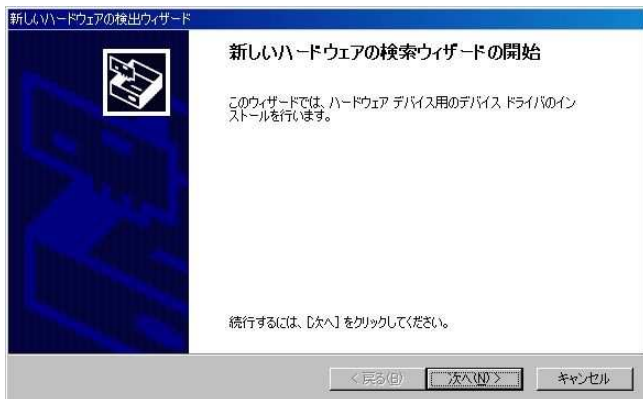 新しいハードウェアの検出ウィザード
新しいハードウェアの検索ウィザードの開始
このウィザードでは、ハードウェア デバイス用のデバイス ドライバのイン
ストールを行います。
続行するには、[次へ] をクリックしてください。
< 戻る(B)
次へ(N) >
キャンセル